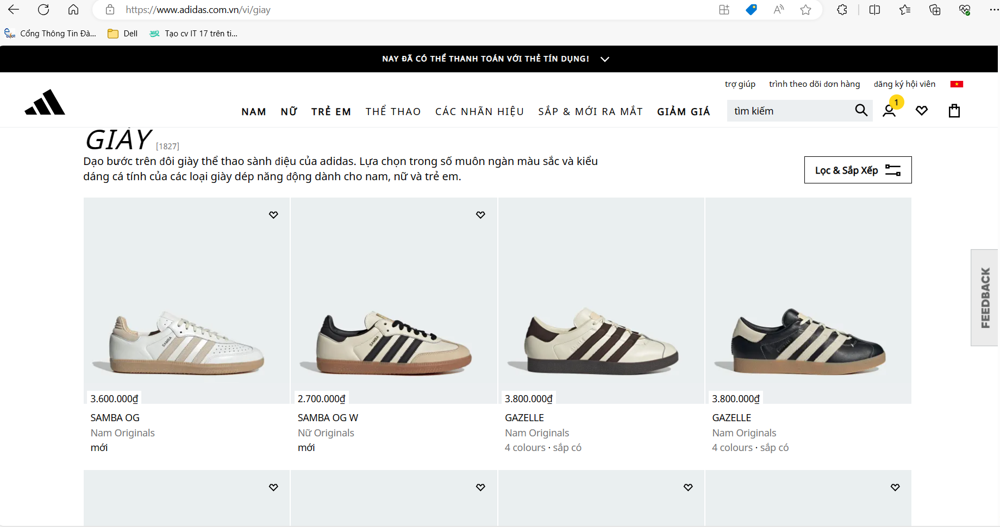 https://www.adidas.com.vn/vi/giay
Cổng Thông Tin Đà...
Dell
Tạo cv IT 17 trên ti...
NAY ĐÃ CÓ THỂ THANH TOÁN VỚI THẺ TÍN DỤNG!
trợ giúp
trình theo dõi đơn hàng
đăng ký hội viên
NAM
NỮ
TRẺ EM
THỂ THAO
CÁC NHÃN HIỆU
SẮP & MỚI RA MẮT
GIẢM GIÁ
tìm kiếm
1
GIÀY [1827]
Dạo bước trên đôi giày thể thao sành điệu của adidas. Lựa chọn trong số muôn ngàn màu sắc và kiểu
dáng cá tính của các loại giày dép năng động dành cho nam, nữ và trẻ em.
Lọc & Sắp Xếp
SAMBA
3.600.000₫
SAMBA OG
Nam Originals
mới
SAMBA
2.700.000₫
SAMBA OG W
Nữ Originals
mới
3.800.000₫
GAZELLE
Nam Originals
4 colours · sắp có
3.800.000₫
GAZELLE
Nam Originals
4 colours · sắp có
FEEDBACK